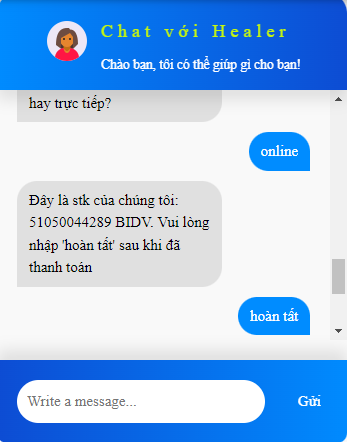 Chat với Healer
Chào bạn, tôi có thể giúp gì cho bạn!
hay trực tiếp?
online
Đây là stk của chúng tôi:
51050044289 BIDV. Vui lòng
nhập 'hoàn tất' sau khi đã
thanh toán
hoàn tất
Write a message...
Gửi